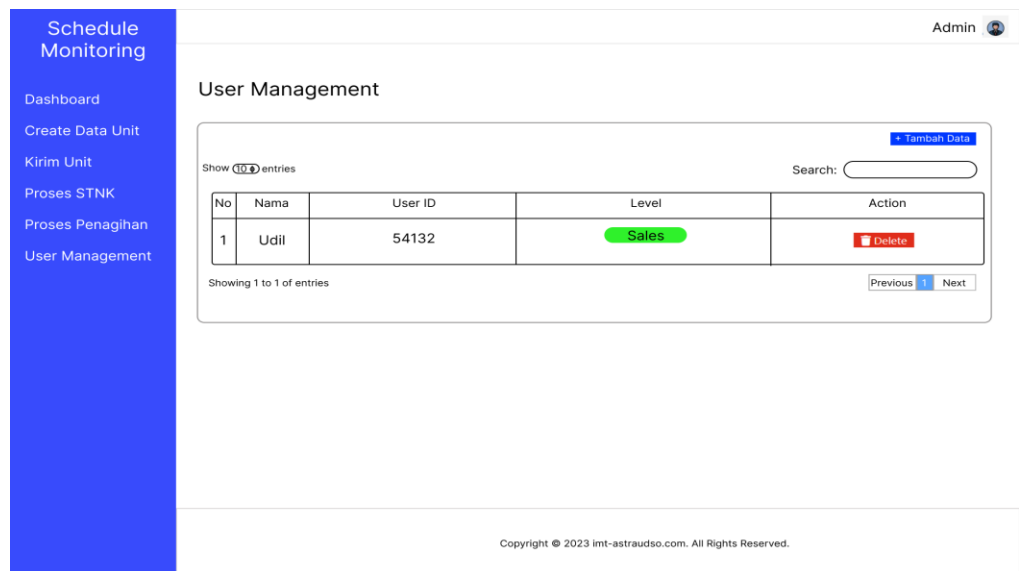 Schedule
Monitoring
Admin
Dashboard
Create Data Unit
Kirim Unit
Proses STNK
Proses Penagihan
User Management
User Management
+ Tambah Data
Show 10 entries
Search:
No Nama User ID Level Action
1 Udil 54132 Sales Delete
Showing 1 to 1 of entries
Previous 1 Next
Copyright © 2023 imt-astraudso.com. All Rights Reserved.